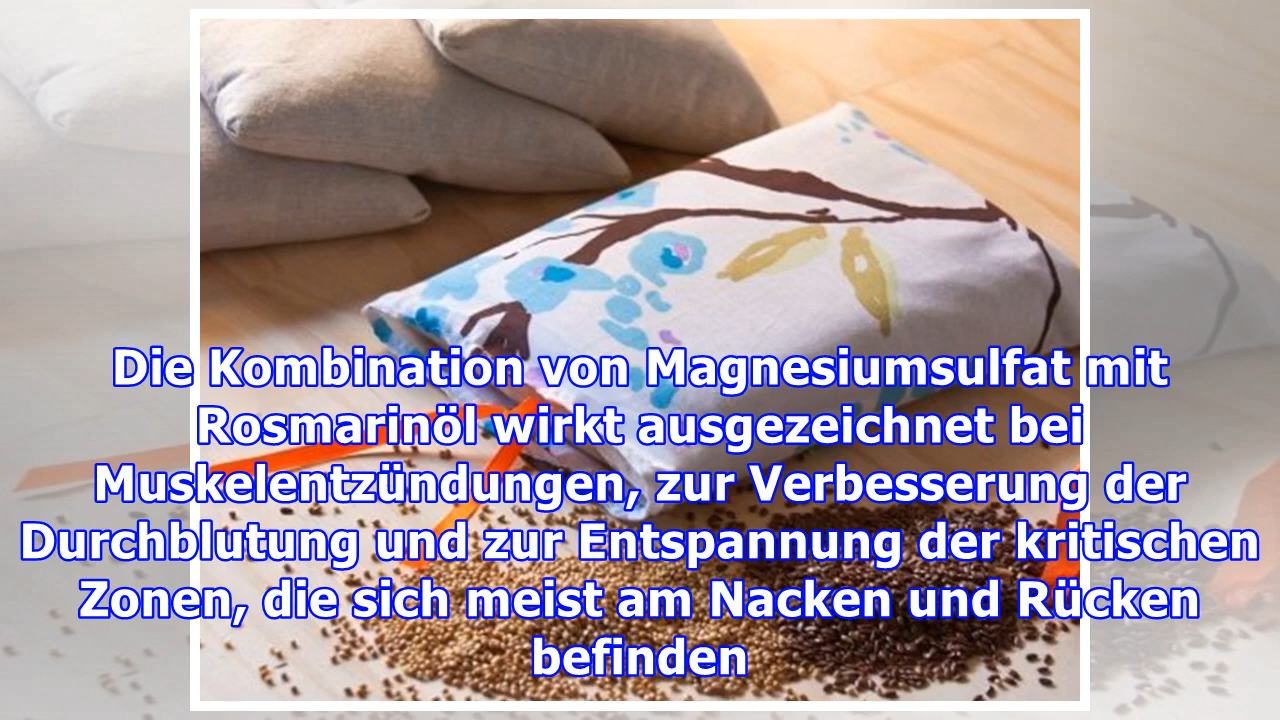 Die Kombination von Magnesiumsulfat mit
Rosmarinöl wirkt ausgezeichnet bei
Muskelentzündungen, zur Verbesserung der
Durchblutung und zur Entspannung der kritischen
Zonen, die sich meist am Nacken und Rücken
befinden